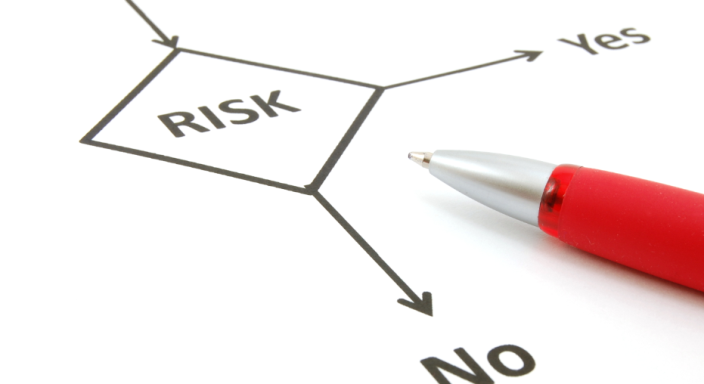 Yes
RISK
No